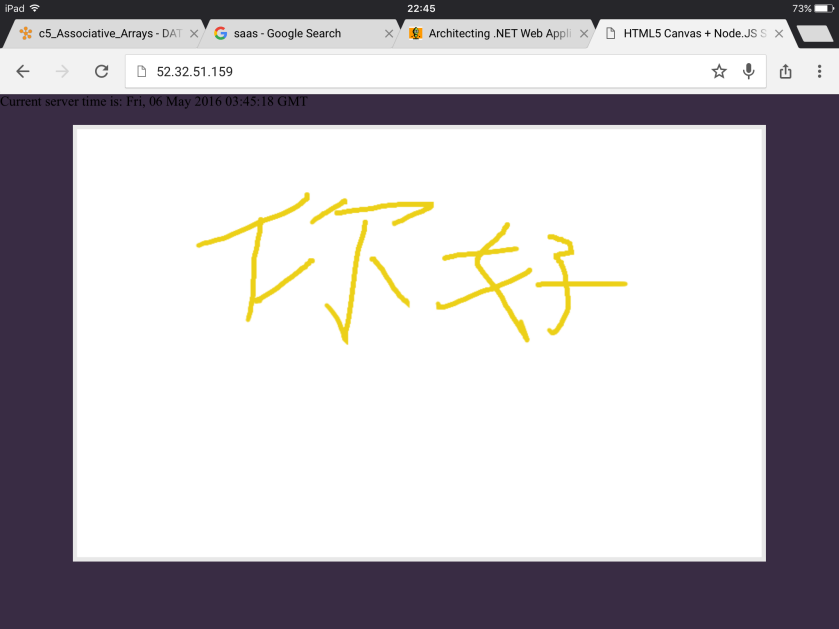 iPad 22:45 73%
c5_Associative_Arrays - DAT saas - Google Search Architecting .NET Web Appli HTML5 Canvas + Node.JS S
52.32.51.159
Current server time is: Fri, 06 May 2016 03:45:18 GMT
你好